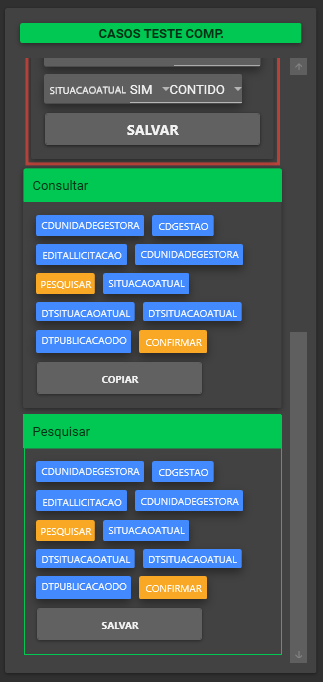 CASOS TESTE COMP.
SITUACAOATUAL SIM CONTIDO
SALVAR
Consultar
CDUNIDADEGESTORA CDGESTAO
EDITALLICITACAO CDUNIDADEGESTORA
PESQUISAR SITUACAOATUAL
DTSITUACAOATUAL DTSITUACAOATUAL
DTPUBLICACAODO CONFIRMAR
COPIAR
Pesquisar
CDUNIDADEGESTORA CDGESTAO
EDITALLICITACAO CDUNIDADEGESTORA
PESQUISAR SITUACAOATUAL
DTSITUACAOATUAL DTSITUACAOATUAL
DTPUBLICACAODO CONFIRMAR
SALVAR